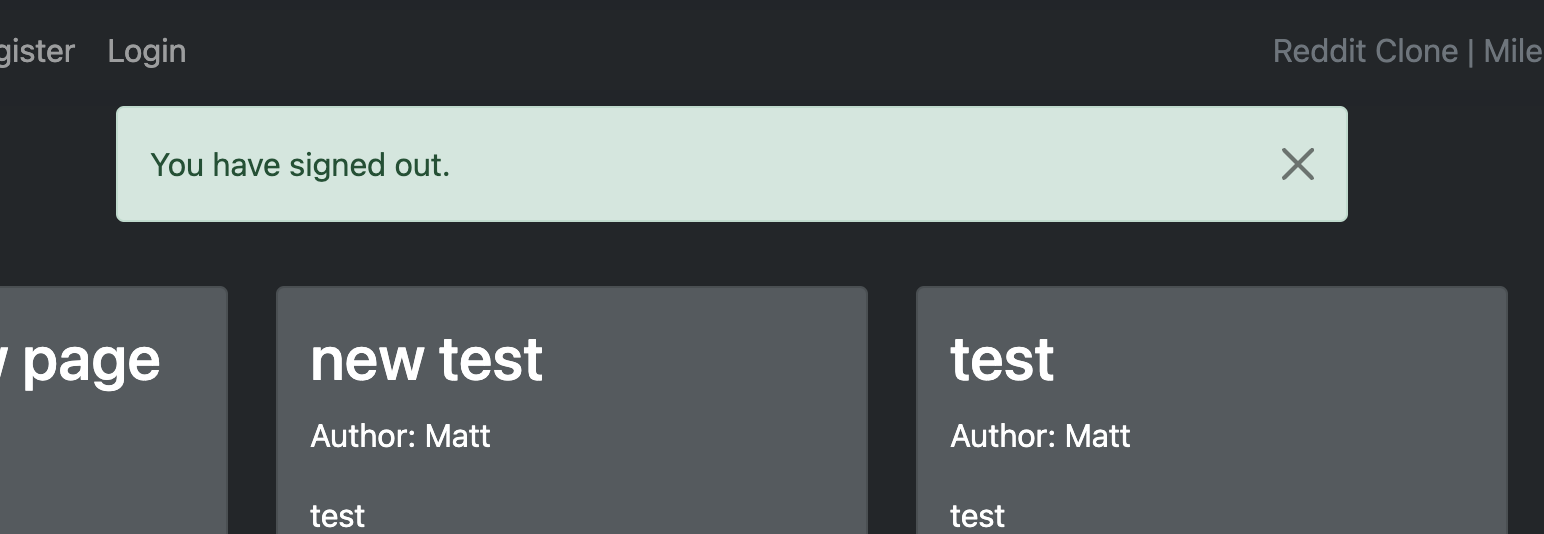 gister Login Reddit Clone | Mile
You have signed out.
page new test test
Author: Matt Author: Matt
test test